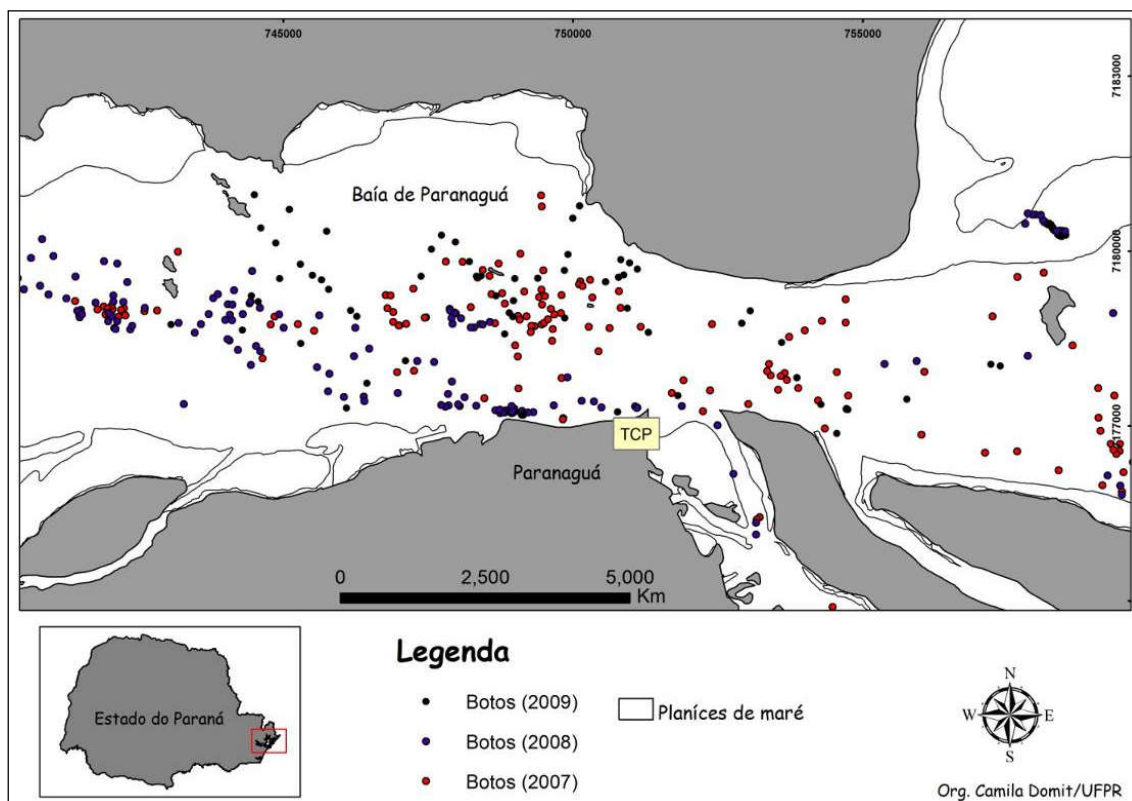 745000
750000
755000
7183000
Baía de Paranaguá
7180000
7177000
TCP
Paranaguá
0 2,500 5,000
Km
Legenda
Botos (2009)
Botos (2008)
Botos (2007)
Planíces de maré
Estado do Paraná
N
W E
S
Org. Camila Domit/UFPR